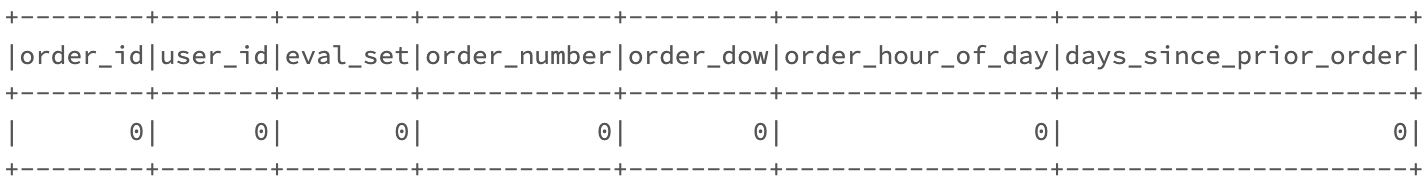 +--------+-------+--------+------------+---------+-----------------+----------------------+
|order_id|user_id|eval_set|order_number|order_dow|order_hour_of_day|days_since_prior_order|
+--------+-------+--------+------------+---------+-----------------+----------------------+
|       0|      0|       0|           0|        0|                0|                     0|
+--------+-------+--------+------------+---------+-----------------+----------------------+